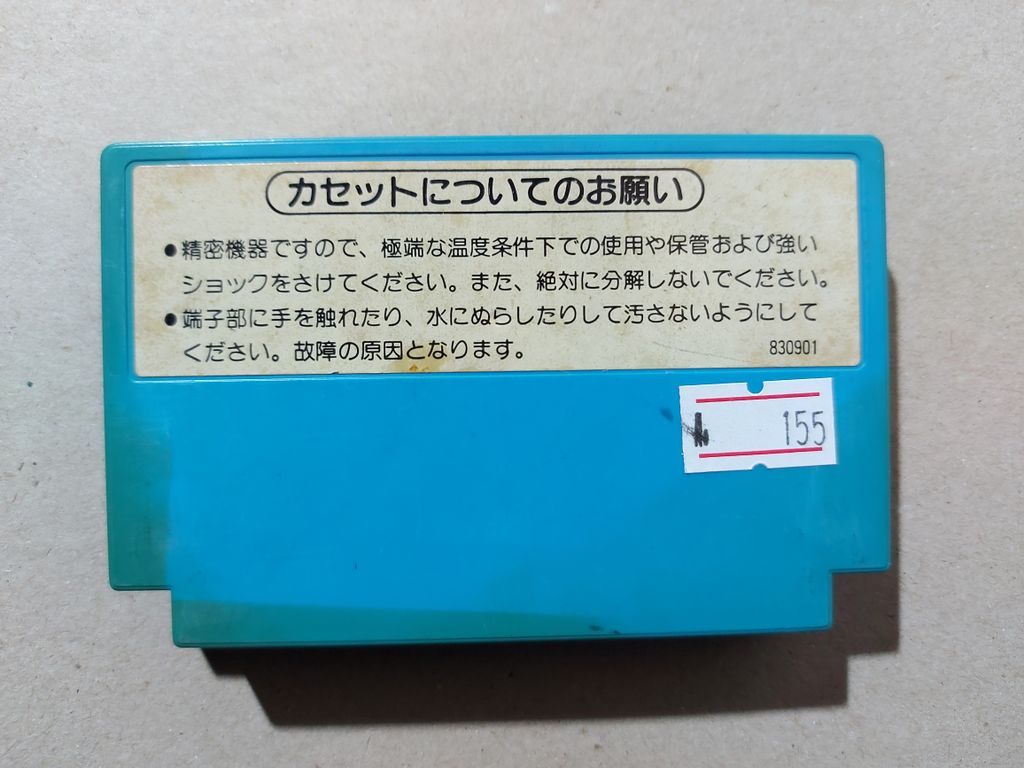 カセットについてのお願い
●精密機器ですので、極端な温度条件下での使用や保管および強い
ショックをさけてください。また、絶対に分解しないでください。
●端子部に手を触れたり、水にぬらしたりして汚さないようにして
ください。故障の原因となります。
830901
155